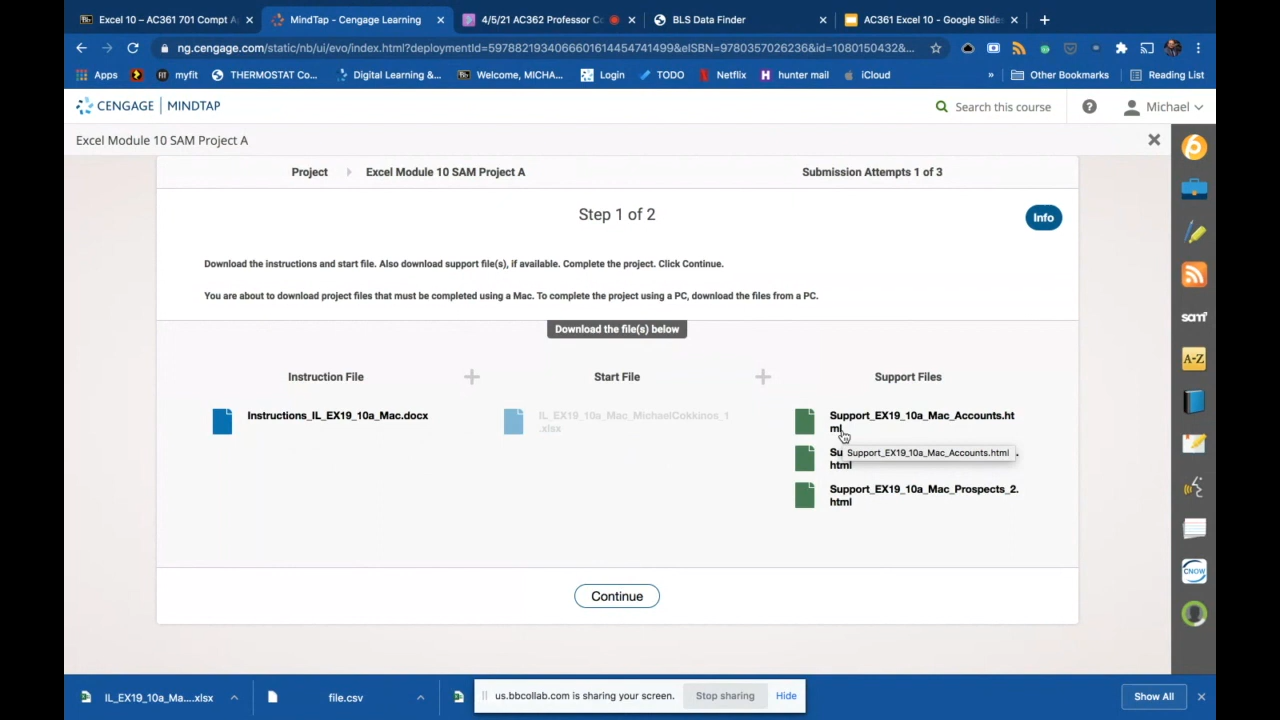 Excel 10 – AC361 701 Compt A
MindTap - Cengage Learning
4/5/21 AC362 Professor Co
BLS Data Finder
AC361 Excel 10 - Google Slides
ng.cengage.com/static/nb/ui/evo/index.html?deploymentId=5978821934066601614454741499&eISBN=9780357026236&id=1080150432&...
Apps
myfit
THERMOSTAT Co...
Digital Learning &...
Welcome, MICHA...
Login
TODO
Netflix
hunter mail
iCloud
»
Other Bookmarks
Reading List
CENGAGE | MINDTAP
Search this course
Michael
Excel Module 10 SAM Project A
Project
Excel Module 10 SAM Project A
Submission Attempts 1 of 3
Step 1 of 2
Info
Download the instructions and start file. Also download support file(s), if available. Complete the project. Click Continue.
You are about to download project files that must be completed using a Mac. To complete the project using a PC, download the files from a PC.
Download the file(s) below
Instruction File
Start File
Support Files
Instructions_IL_EX19_10a_Mac.docx
IL_EX19_10a_Mac_MichaelCokkinos_1
.xlsx
Support_EX19_10a_Mac_Accounts.ht
ml
Su
Support_EX19_10a_Mac_Accounts.html
html
Support_EX19_10a_Mac_Prospects_2.
html
Continue
sam
A-Z
CNOW
IL_EX19_10a_Ma....xlsx
file.csv
us.bbcollab.com is sharing your screen.
Stop sharing
Hide
Show All